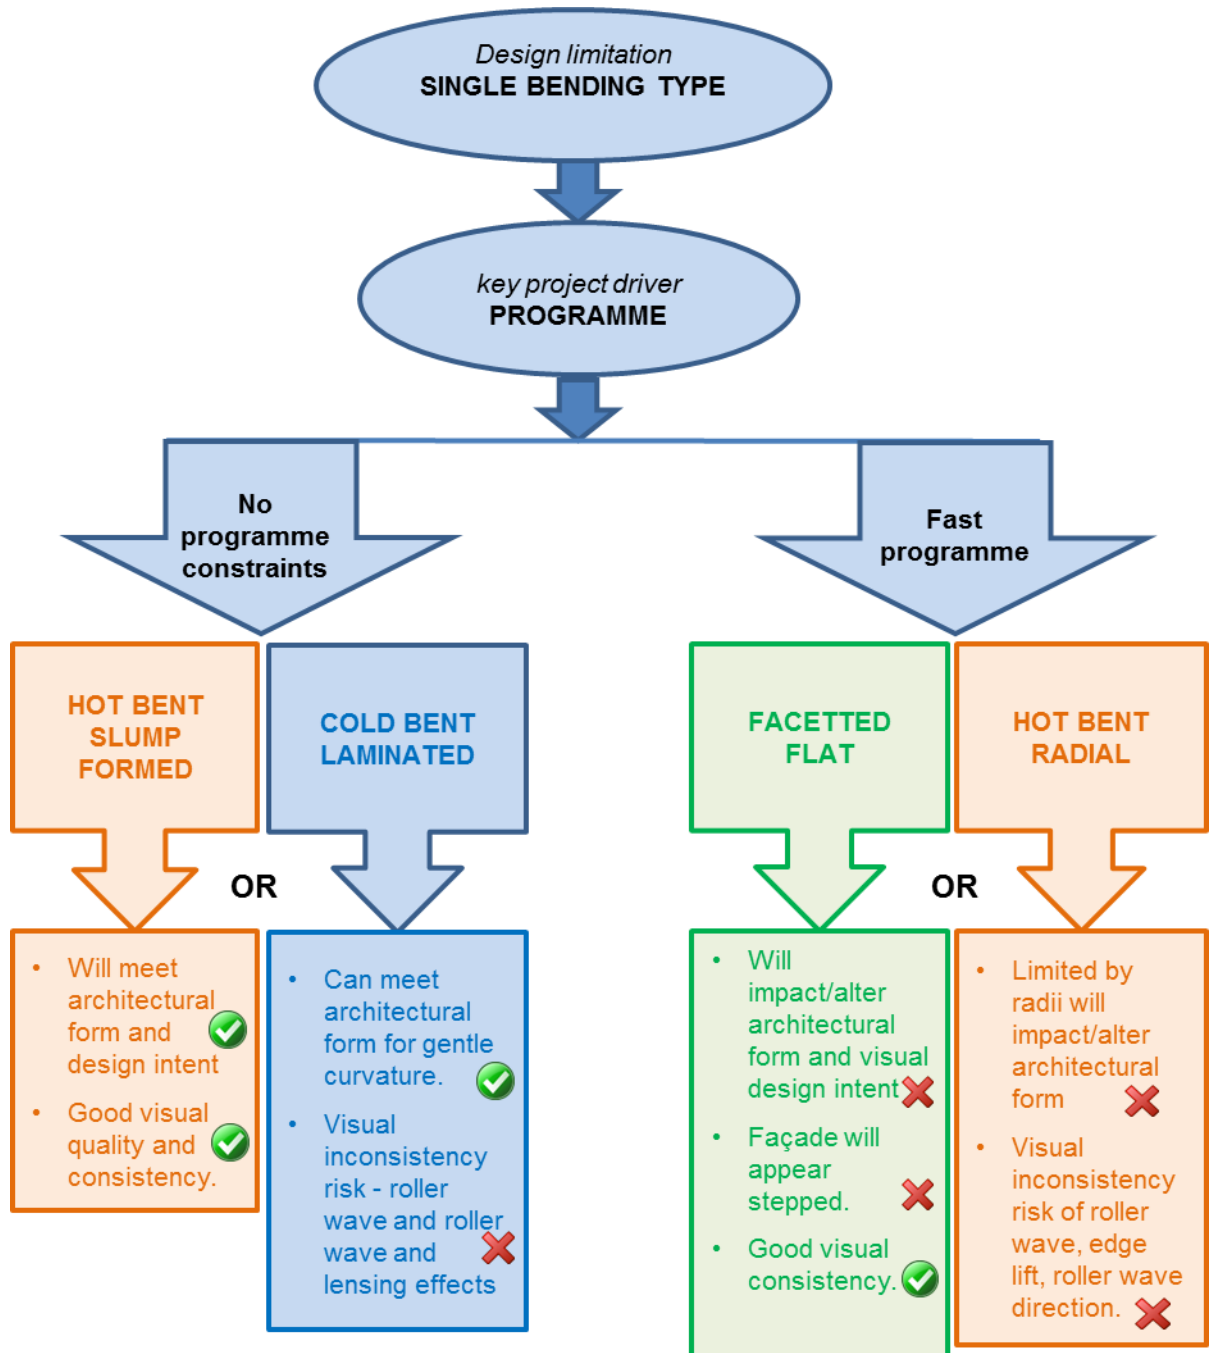 Design limitation
SINGLE BENDING TYPE
key project driver
PROGRAMME
No
programme
constraints
Fast
programme
HOT BENT
SLUMP
FORMED
COLD BENT
LAMINATED
FACETTED
FLAT
HOT BENT
RADIAL
OR
OR
• Will meet
architectural
form and
design intent
• Good visual
quality and
consistency.
• Can meet
architectural
form for gentle
curvature.
• Visual
inconsistency
risk - roller
wave and roller
wave and
lensing effects
• Will
impact/alter
architectural
form and visual
design intent
• Façade will
appear
stepped.
• Good visual
consistency.
• Limited by
radii will
impact/alter
architectural
form
• Visual
inconsistency
risk of roller
wave, edge
lift, roller wave
direction.